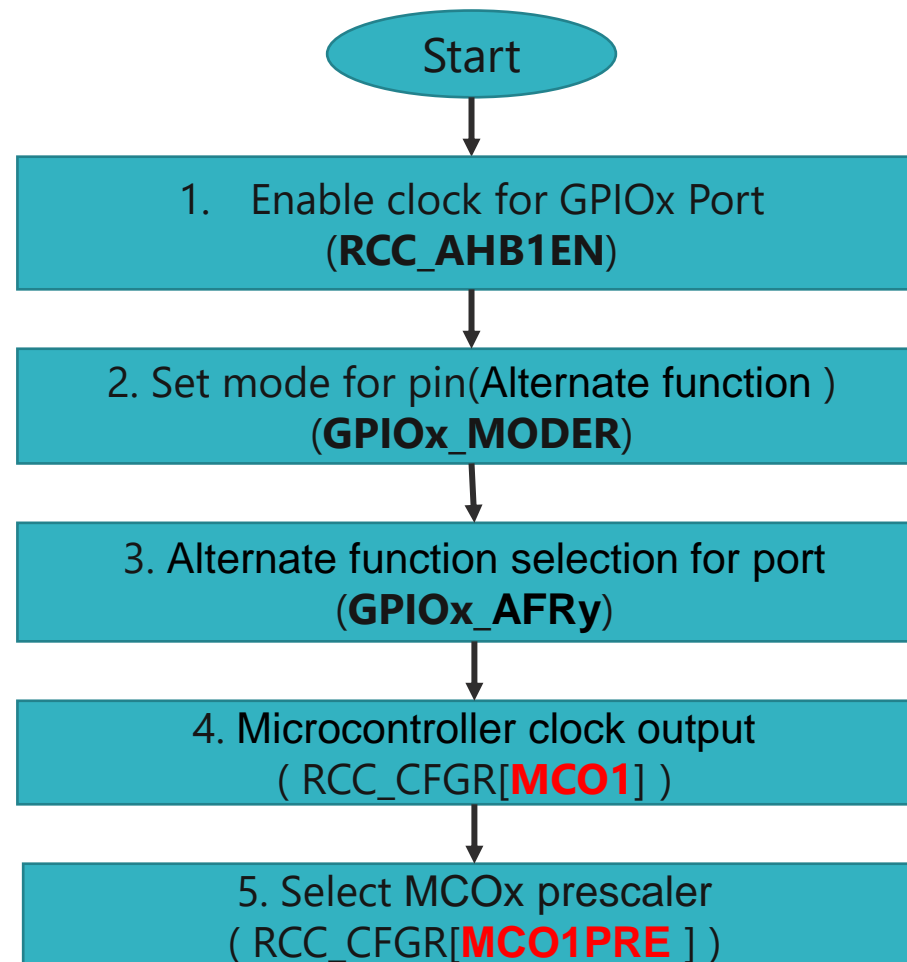 Start
1. Enable clock for GPIOx Port
(RCC_AHB1EN)
2. Set mode for pin(Alternate function )
(GPIOx_MODER)
3. Alternate function selection for port
(GPIOx_AFRy)
4. Microcontroller clock output
( RCC_CFGR[MCO1] )
5. Select MCOx prescaler
( RCC_CFGR[MCO1PRE ] )